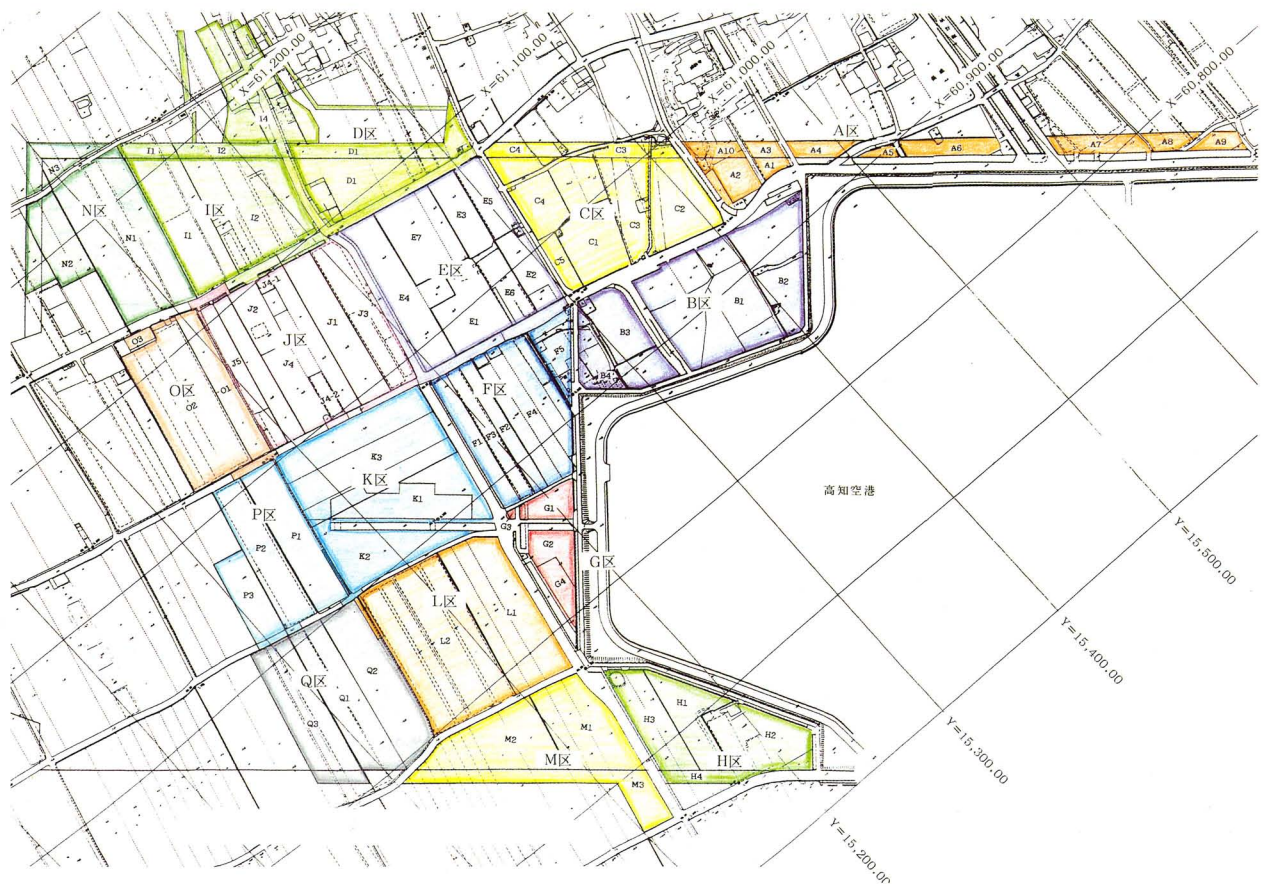 X=61,200.00
X=61,100.00
X=61,000.00
X=60,900.00
X=60,800.00
I4
D区
A区
I1
I2
D1
C4
C3
A10
A3
A4
A5
A6
A7
A8
A9
N3
A1
A2
D1
N区
I区
I2
E5
C4
C区
C2
N1
I1
E3
C3
E7
C1
N2
E区
C5
E2
B2
J4-1
E4
E6
B区
B1
J2
J1
J3
E1
B3
O3
J区
F5
J5
J4
B4
O区
O1
F区
O2
J4-2
F4
F1
F3
F2
K3
K区
K1
高知空港
G1
P区
G3
P1
P2
G2
Y=15,500.00
K2
G区
G4
P3
L区
L1
L2
Y=15,400.00
Q2
Q区
Q1
H1
M1
H3
Q3
H2
M2
M区
H区
Y=15,300.00
H4
M3
Y=15,200.00